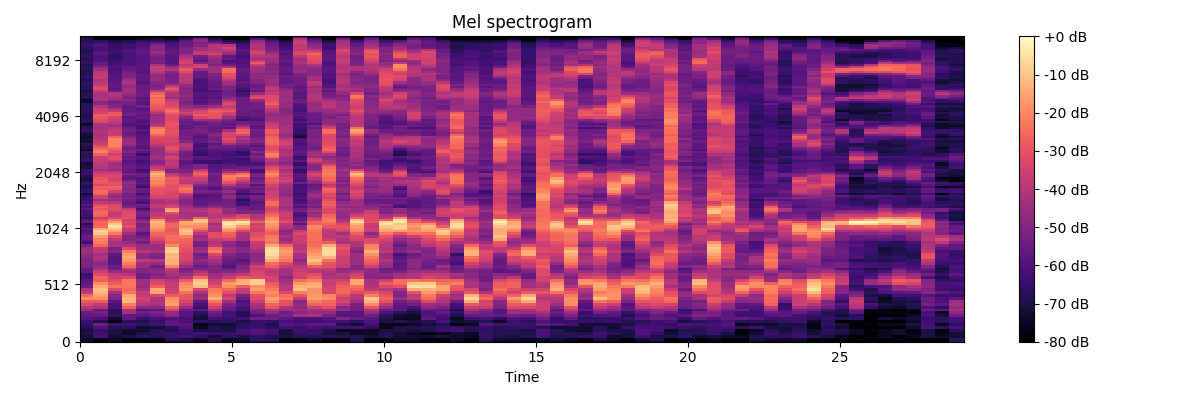 Mel spectrogram
8192
4096
2048
1024
512
0
Hz
0 5 10 15 20 25
Time
+0 dB
-10 dB
-20 dB
-30 dB
-40 dB
-50 dB
-60 dB
-70 dB
-80 dB